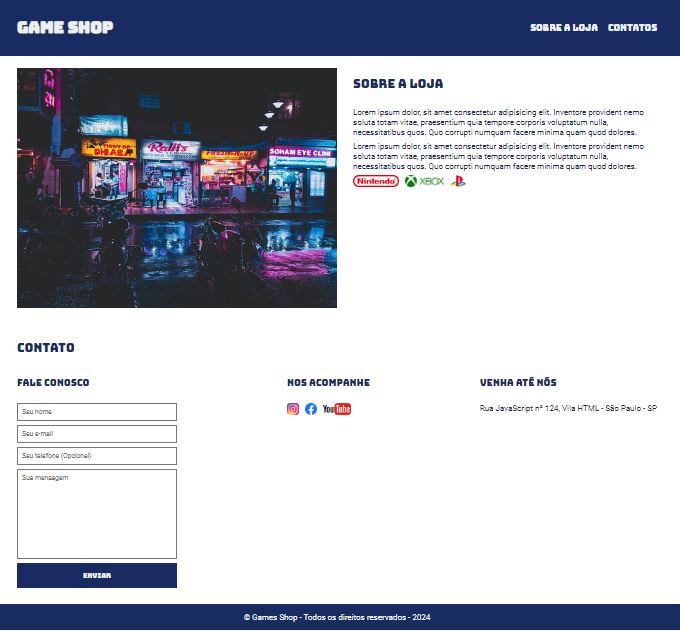 GAME SHOP
SOBRE A LOJA CONTATOS
SOHAM EYE CLINI
SOBRE A LOJA
Lorem ipsum dolor, sit amet consectetur adipisicing elit. Inventore provident nemo
soluta totam vitae, praesentium quia tempore corporis voluptatum nulla,
necessitatibus quos. Quo corrupti numquam facere minima quam quod dolores.
Lorem ipsum dolor, sit amet consectetur adipisicing elit. Inventore provident nemo
soluta totam vitae, praesentium quia tempore corporis voluptatum nulla,
necessitatibus quos. Quo corrupti numquam facere minima quam quod dolores.
Nintendo XBOX
CONTATO
FALE CONOSCO
Seu nome
Seu e-mail
Seu telefone (Opcional)
Sua mensagem
ENVIAR
NOS ACOMPANHE
YouTube
VENHA ATÉ NÓS
Rua JavaScript nº 124, Vila HTML - São Paulo - SP
© Games Shop - Todos os direitos reservados - 2024